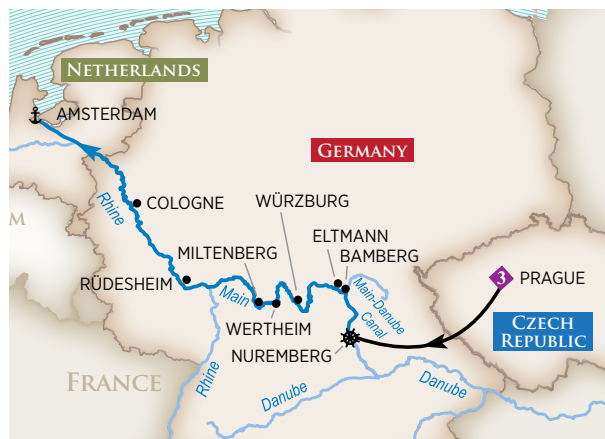 NETHERLANDS
AMSTERDAM
GERMANY
Rhine
COLOGNE
WÜRZBURG
M
MILTENBERG
ELTMANN
BAMBERG
RÜDESHEIM
Main
Main-Danube
Canal
3
PRAGUE
WERTHEIM
NUREMBERG
CZECH
REPUBLIC
Rhine
FRANCE
Danube
Danube